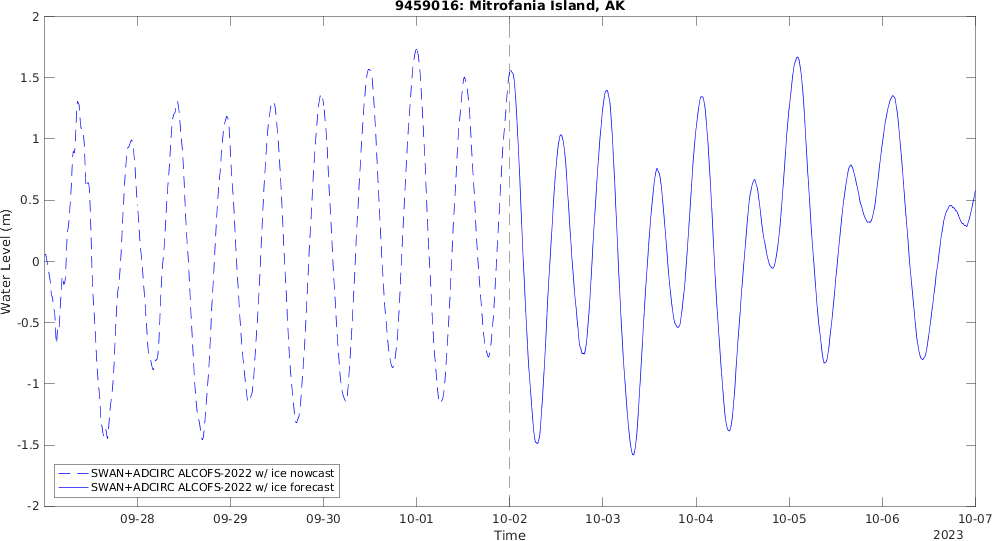 9459016: Mitrofania Island, AK
Water Level (m)
2
1.5
1
0.5
0
-0.5
-1
-1.5
-2
SWAN+ADCIRC ALCOFS-2022 w/ ice nowcast
SWAN+ADCIRC ALCOFS-2022 w/ ice forecast
09-28 09-29 09-30 10-01 10-02 10-03 10-04 10-05 10-06 10-07
Time
2023